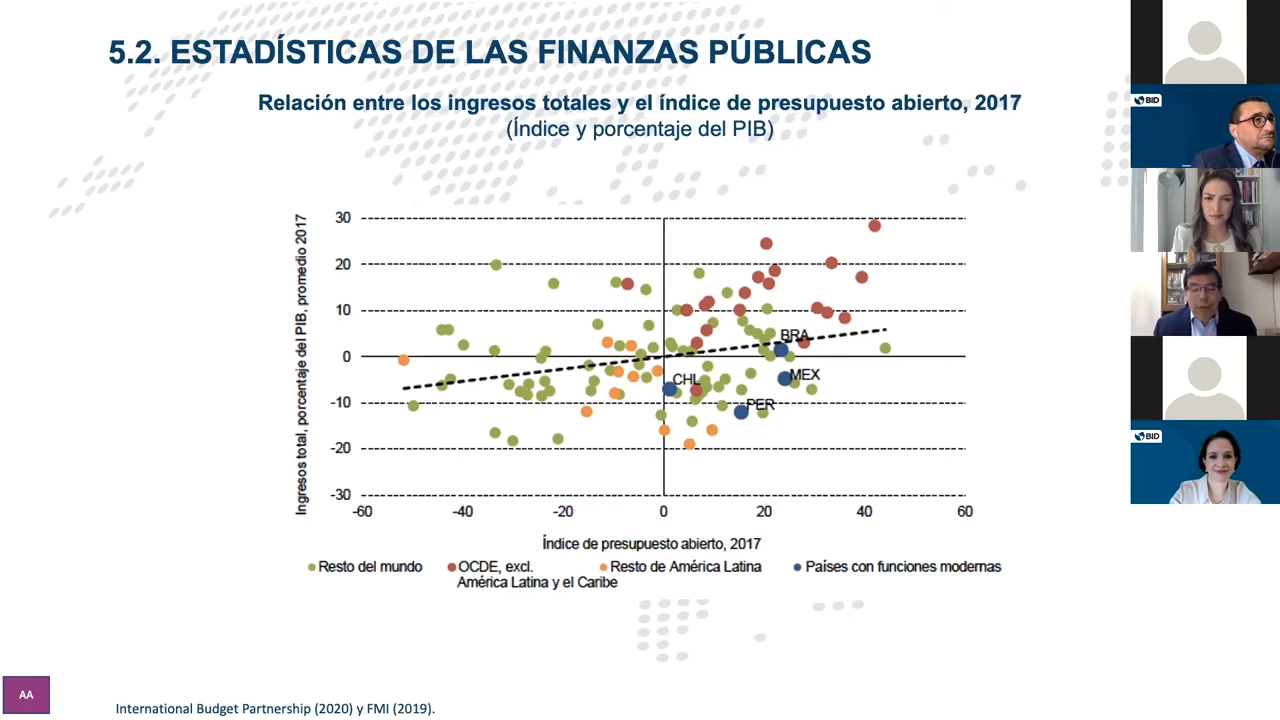 5.2. ESTADÍSTICAS DE LAS FINANZAS PÚBLICAS
Relación entre los ingresos totales y el índice de presupuesto abierto, 2017
(Índice y porcentaje del PIB)
Ingresos total, porcentaje del PIB, promedio 2017
30
20
10
0
-10
-20
-30
BRA
MEX
CHL
PER
-60
-40
-20
0
20
40
60
Índice de presupuesto abierto, 2017
Resto del mundo
OCDE, excl.
América Latina y el Caribe
Resto de América Latina
Países con funciones modernas
AA
International Budget Partnership (2020) y FMI (2019).
BID
BID